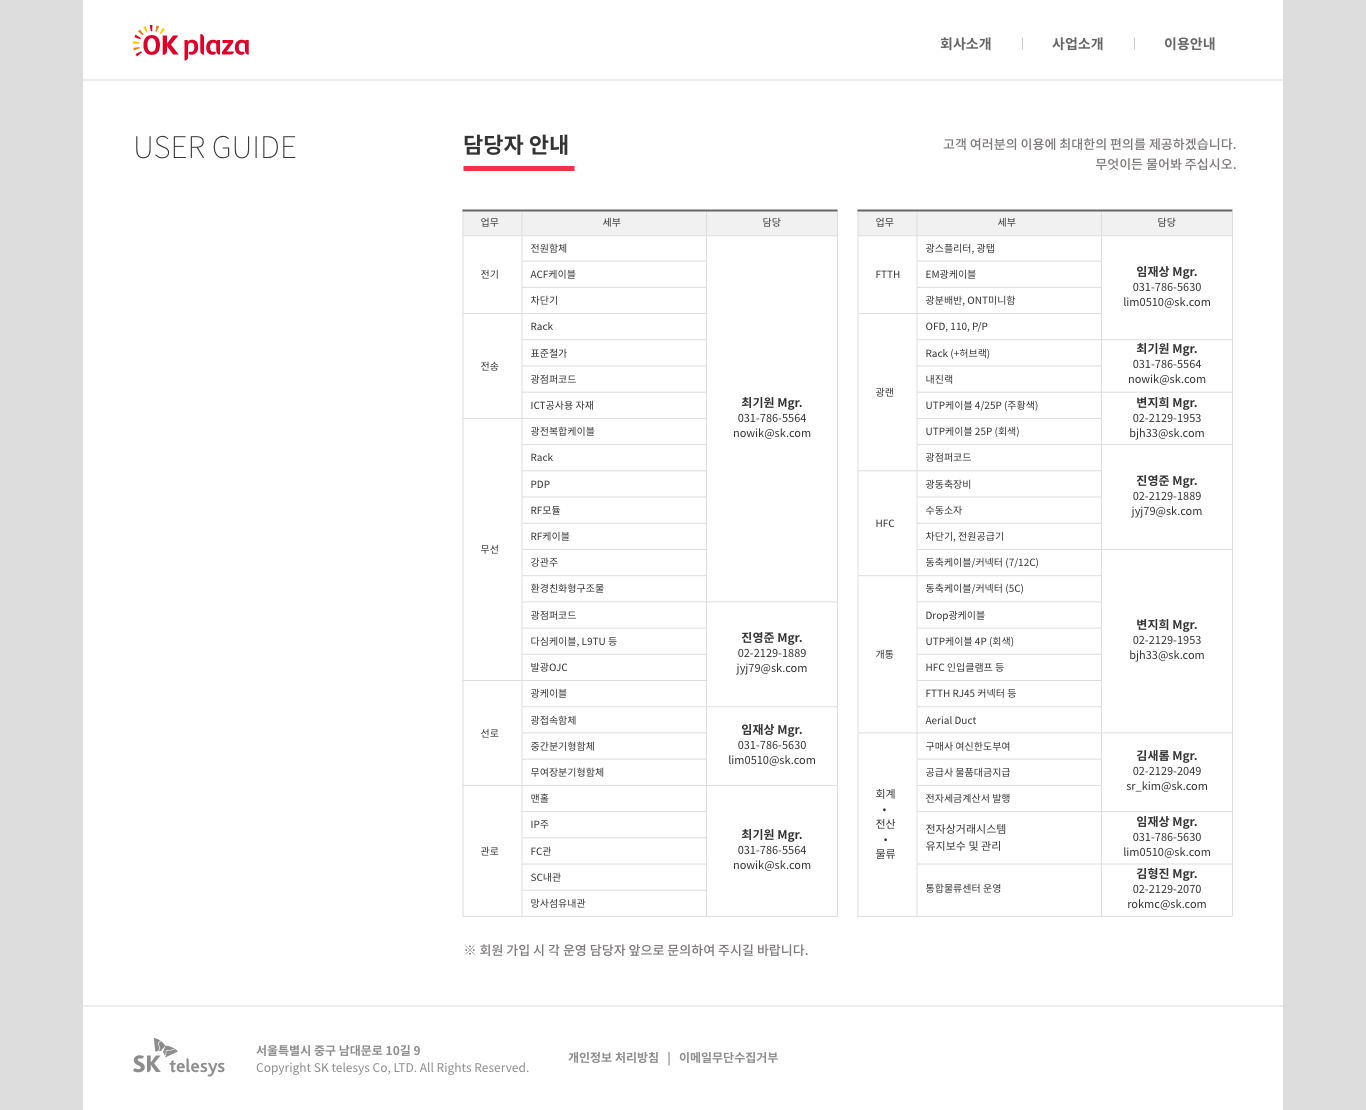 OK plaza
회사소개
사업소개
이용안내
USER GUIDE
담당자 안내
고객 여러분의 이용에 최대한의 편의를 제공하겠습니다.
무엇이든 물어봐 주십시오.
업무 세부 담당
전기
전원함체
ACF케이블
차단기
전송
Rack
표준철가
광점퍼코드
ICT공사용 자재
무선
광전복합케이블
Rack
PDP
RF모듈
RF케이블
강관주
환경친화형구조물
최기원 Mgr.
031-786-5564
nowik@sk.com
광점퍼코드
다심케이블, L9TU 등
발광OJC
선로
광케이블
진영준 Mgr.
02-2129-1889
jyj79@sk.com
광접속함체
중간분기형함체
무여장분기형함체
임재상 Mgr.
031-786-5630
lim0510@sk.com
관로
맨홀
IP주
FC관
SC내관
망사섬유내관
최기원 Mgr.
031-786-5564
nowik@sk.com
업무 세부 담당
FTTH
광스플리터, 광탭
EM광케이블
광분배반, ONT미니함
광랜
OFD, 110, P/P
임재상 Mgr.
031-786-5630
lim0510@sk.com
Rack (+허브랙)
내진랙
최기원 Mgr.
031-786-5564
nowik@sk.com
UTP케이블 4/25P (주황색)
UTP케이블 25P (회색)
변지희 Mgr.
02-2129-1953
bjh33@sk.com
광점퍼코드
HFC
광동축장비
수동소자
차단기, 전원공급기
진영준 Mgr.
02-2129-1889
jyj79@sk.com
동축케이블/커넥터 (7/12C)
개통
동축케이블/커넥터 (5C)
Drop광케이블
UTP케이블 4P (회색)
HFC 인입클램프 등
FTTH RJ45 커넥터 등
Aerial Duct
변지희 Mgr.
02-2129-1953
bjh33@sk.com
회계
•
전산
•
물류
구매사 여신한도부여
공급사 물품대금지급
전자세금계산서 발행
김새롬 Mgr.
02-2129-2049
sr_kim@sk.com
전자상거래시스템
유지보수 및 관리
임재상 Mgr.
031-786-5630
lim0510@sk.com
통합물류센터 운영
김형진 Mgr.
02-2129-2070
rokmc@sk.com
※ 회원 가입 시 각 운영 담당자 앞으로 문의하여 주시길 바랍니다.
SK telesys
서울특별시 중구 남대문로 10길 9
Copyright SK telesys Co, LTD. All Rights Reserved.
개인정보 처리방침 | 이메일무단수집거부